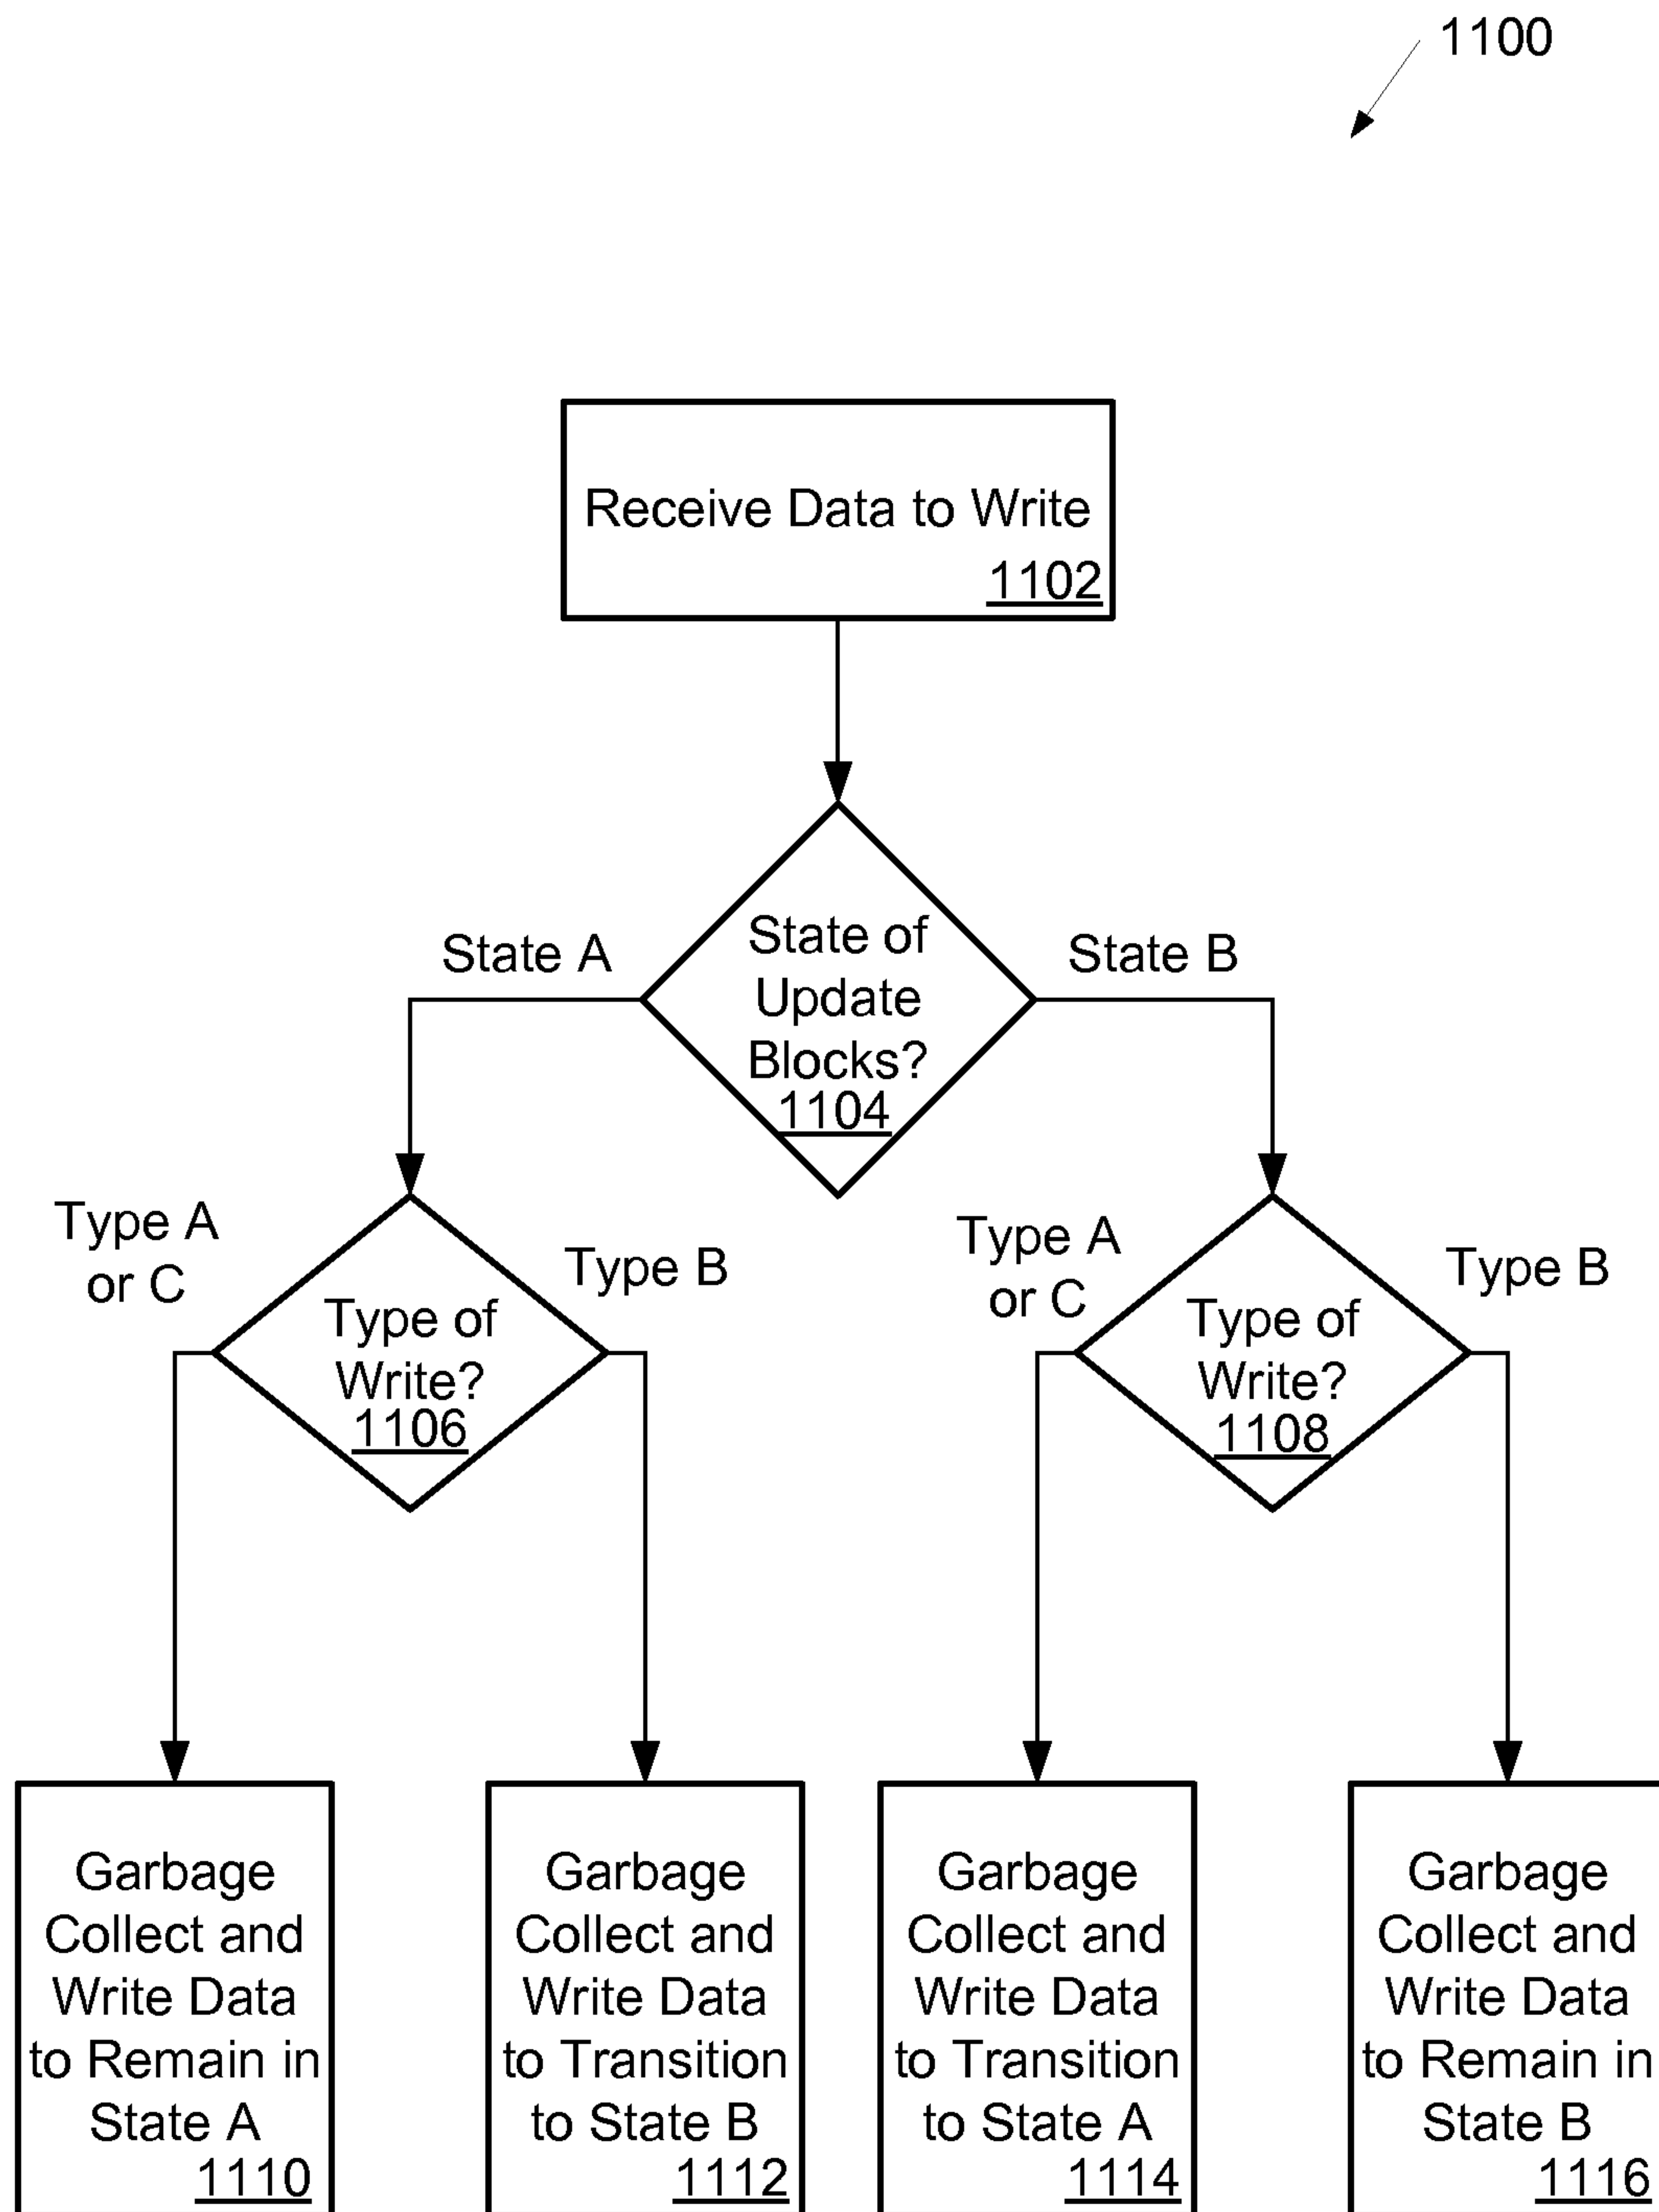 1100
Receive Data to Write
1102
State A
State of
Update
Blocks?
1104
State B
Type A
or C
Type of
Write?
1106
Type B
Type A
or C
Type of
Write?
1108
Type B
Garbage
Collect and
Write Data
to Remain in
State A
1110
Garbage
Collect and
Write Data
to Transition
to State B
1112
Garbage
Collect and
Write Data
to Transition
to State A
1114
Garbage
Collect and
Write Data
to Remain in
State B
1116